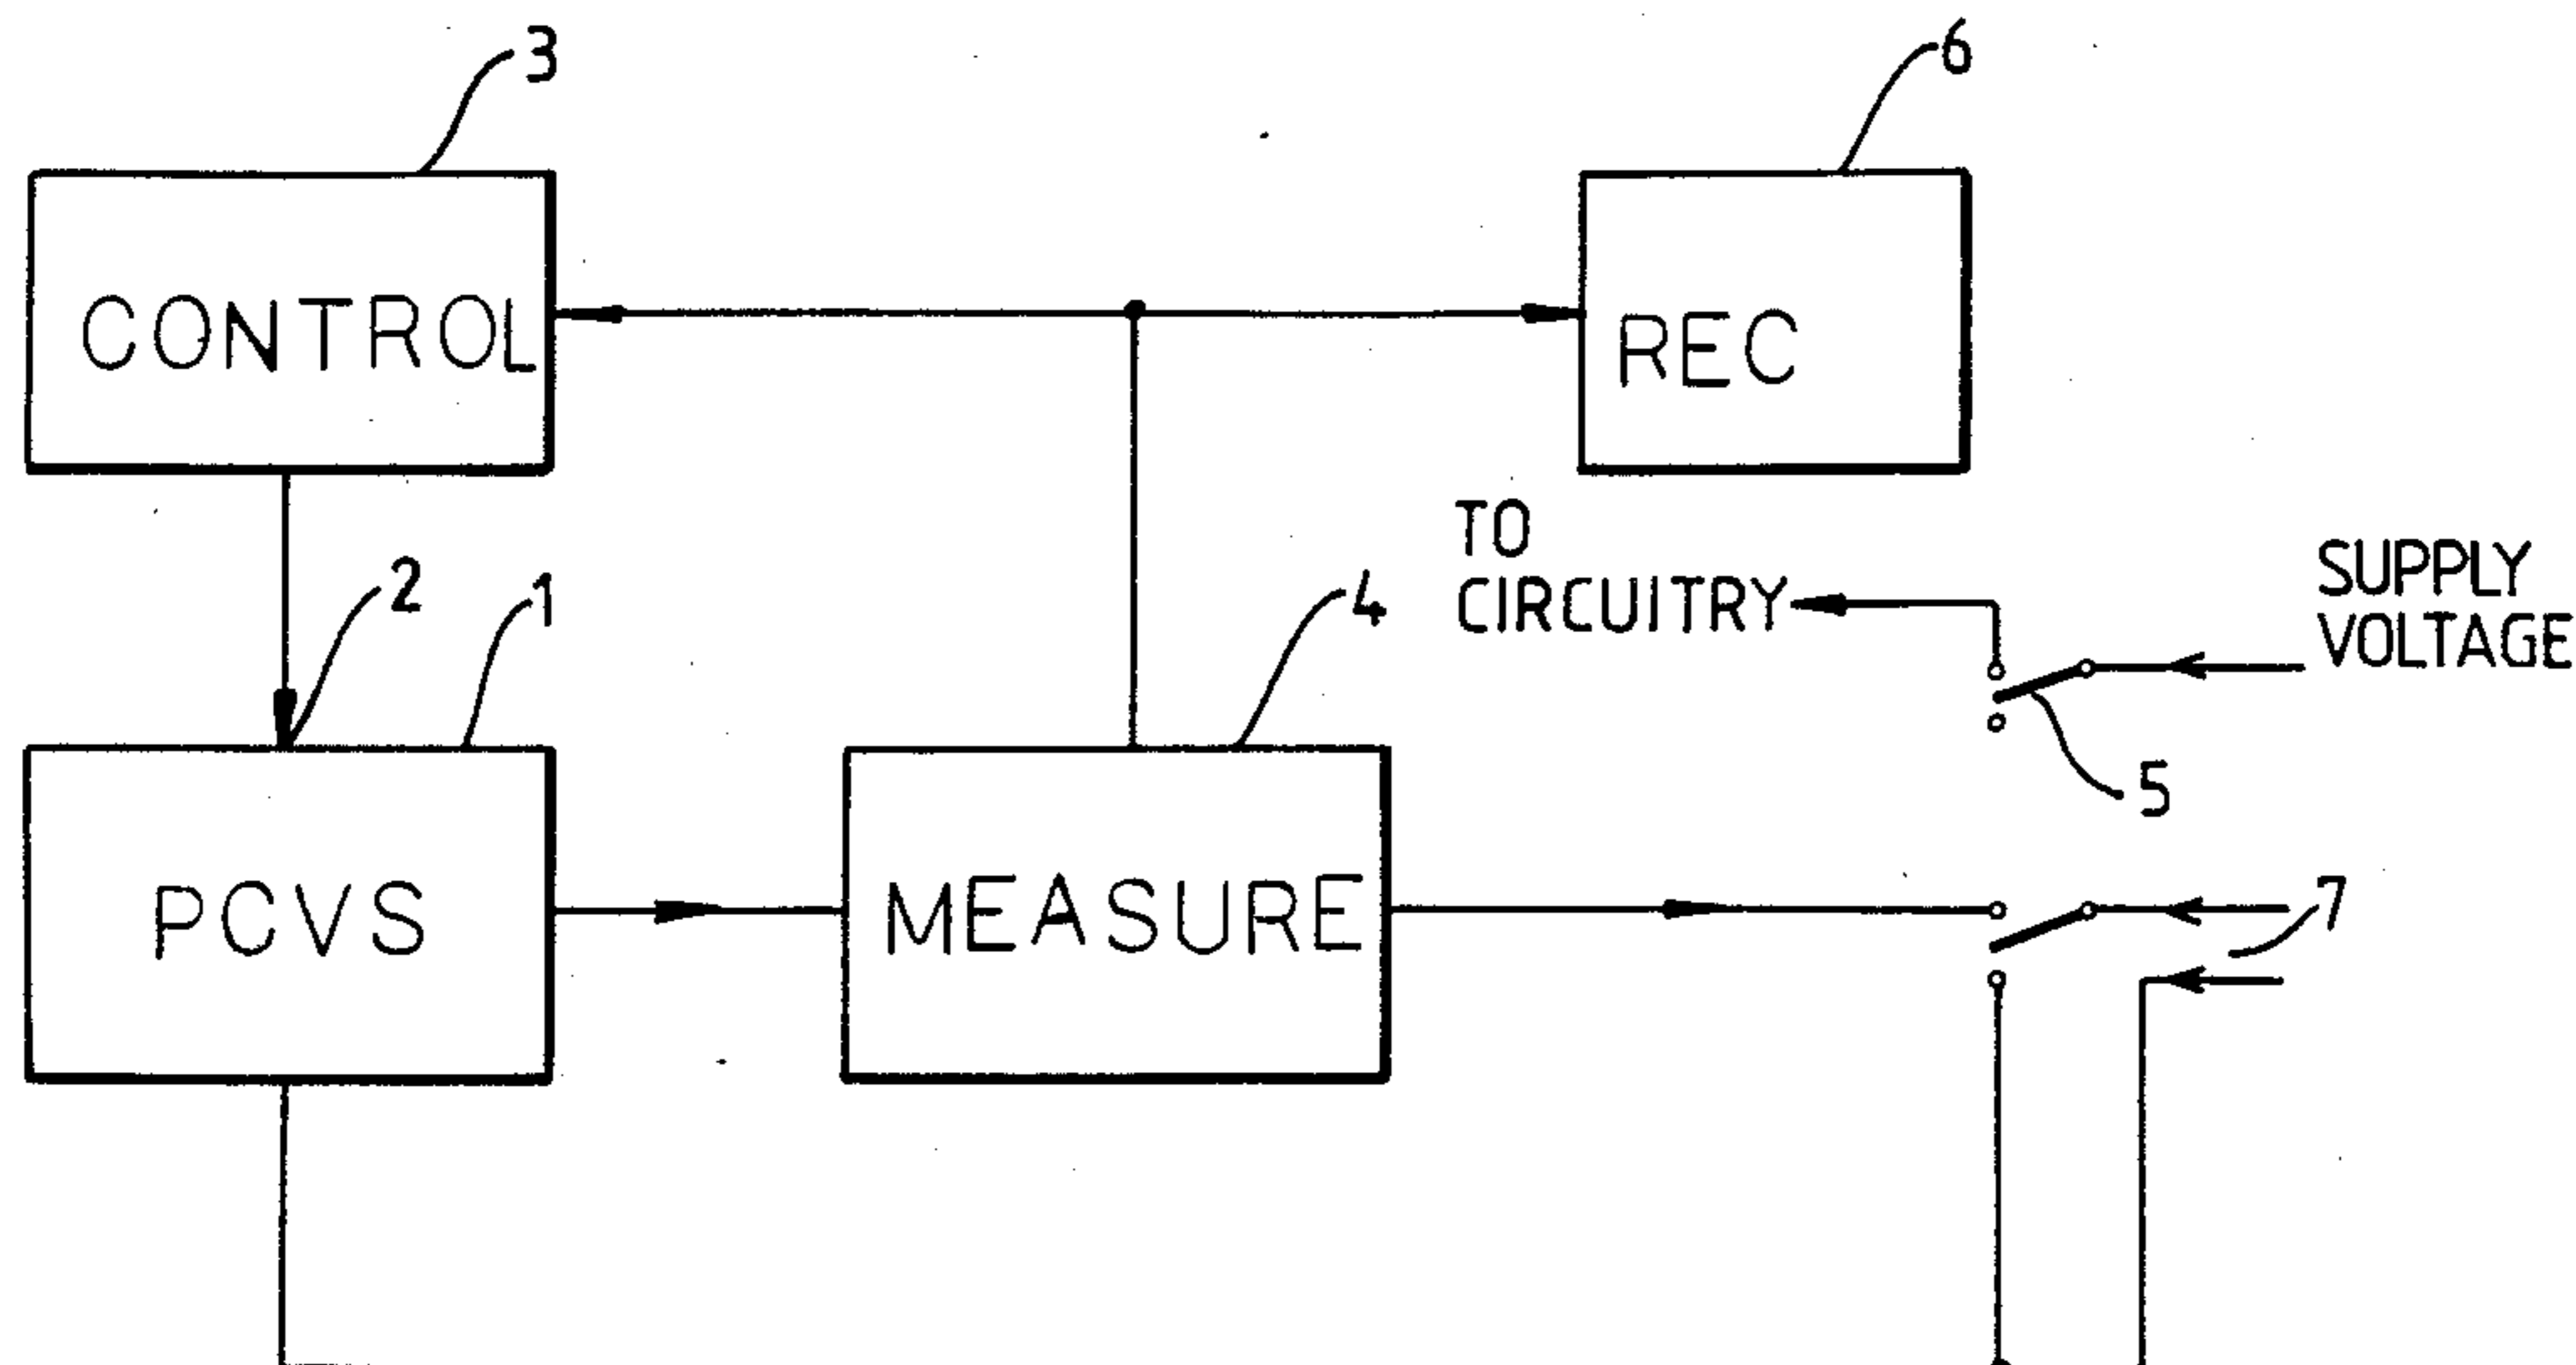 3
6
CONTROL
REC
TO
CIRCUITRY
SUPPLY
VOLTAGE
2
1
4
5
PCVS
MEASURE
7